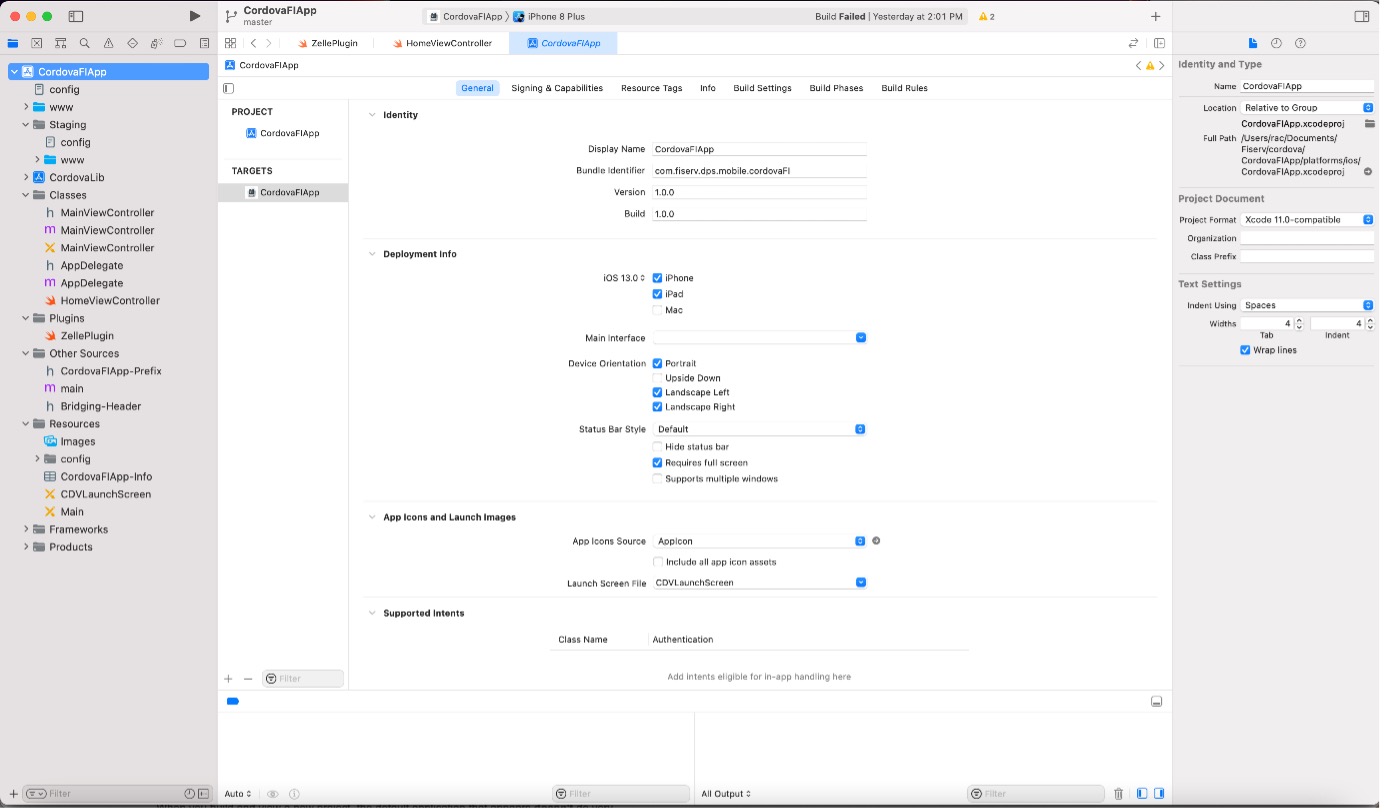 CordovaFIApp
master
CordovaFIApp
iPhone 8 Plus
Build Failed | Yesterday at 2:01 PM
2
ZellePlugin
HomeViewController
CordovaFIApp
CordovaFIApp
CordovaFIApp
config
www
Staging
config
www
CordovaLib
Classes
MainViewController
MainViewController
MainViewController
AppDelegate
AppDelegate
HomeViewController
Plugins
ZellePlugin
Other Sources
CordovaFIApp-Prefix
main
Bridging-Header
Resources
Images
config
CordovaFIApp-Info
CDVLaunchScreen
Main
Frameworks
Products
Filter
General
Signing & Capabilities
Resource Tags
Info
Build Settings
Build Phases
Build Rules
PROJECT
CordovaFIApp
TARGETS
CordovaFIApp
Filter
Identity
Display Name CordovaFIApp
Bundle Identifier com.fiserv.dps.mobile.cordovaFI
Version 1.0.0
Build 1.0.0
Deployment Info
iOS 13.0 iPhone
iPad
Mac
Main Interface
Device Orientation Portrait
Upside Down
Landscape Left
Landscape Right
Status Bar Style Default
Hide status bar
Requires full screen
Supports multiple windows
App Icons and Launch Images
App Icons Source AppIcon
Include all app icon assets
Launch Screen File CDVLaunchScreen
Supported Intents
Class Name Authentication
Add intents eligible for in-app handling here
Auto
Filter
All Output
Filter
Identity and Type
Name CordovaFIApp
Location Relative to Group
CordovaFIApp.xcodeproj
Full Path /Users/rac/Documents/
Fiserv/cordova/
CordovaFIApp/platforms/ios/
CordovaFIApp.xcodeproj
Project Document
Project Format Xcode 11.0-compatible
Organization
Class Prefix
Text Settings
Indent Using Spaces
Widths 4 4
Tab Indent
Wrap lines